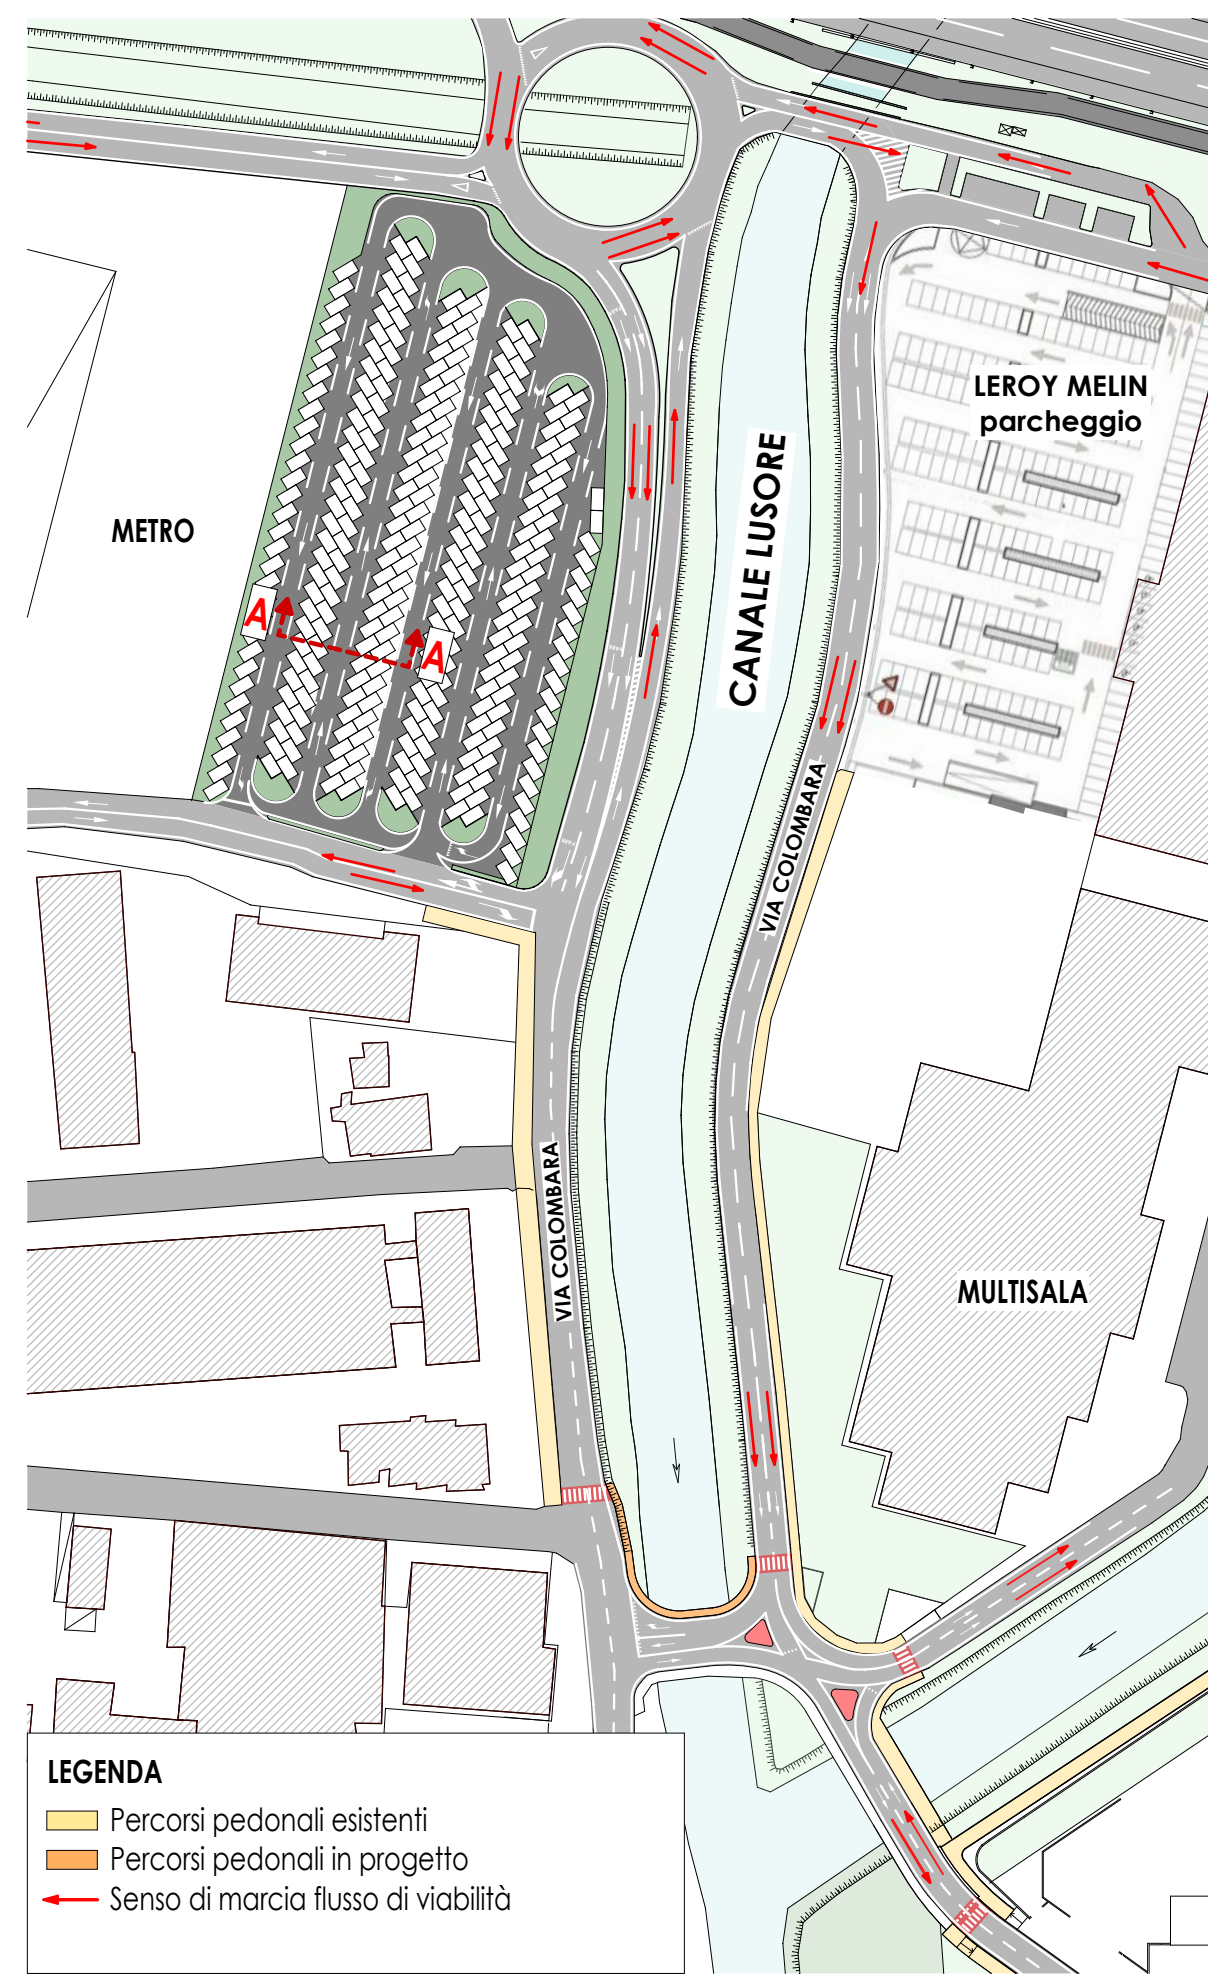 LEROY MELIN
parcheggio
METRO
CANALE LUSORE
A
A
VIA COLOMBARA
VIA COLOMBARA
MULTISALA
LEGENDA
Percorsi pedonali esistenti
Percorsi pedonali in progetto
Senso di marcia flusso di viabilità